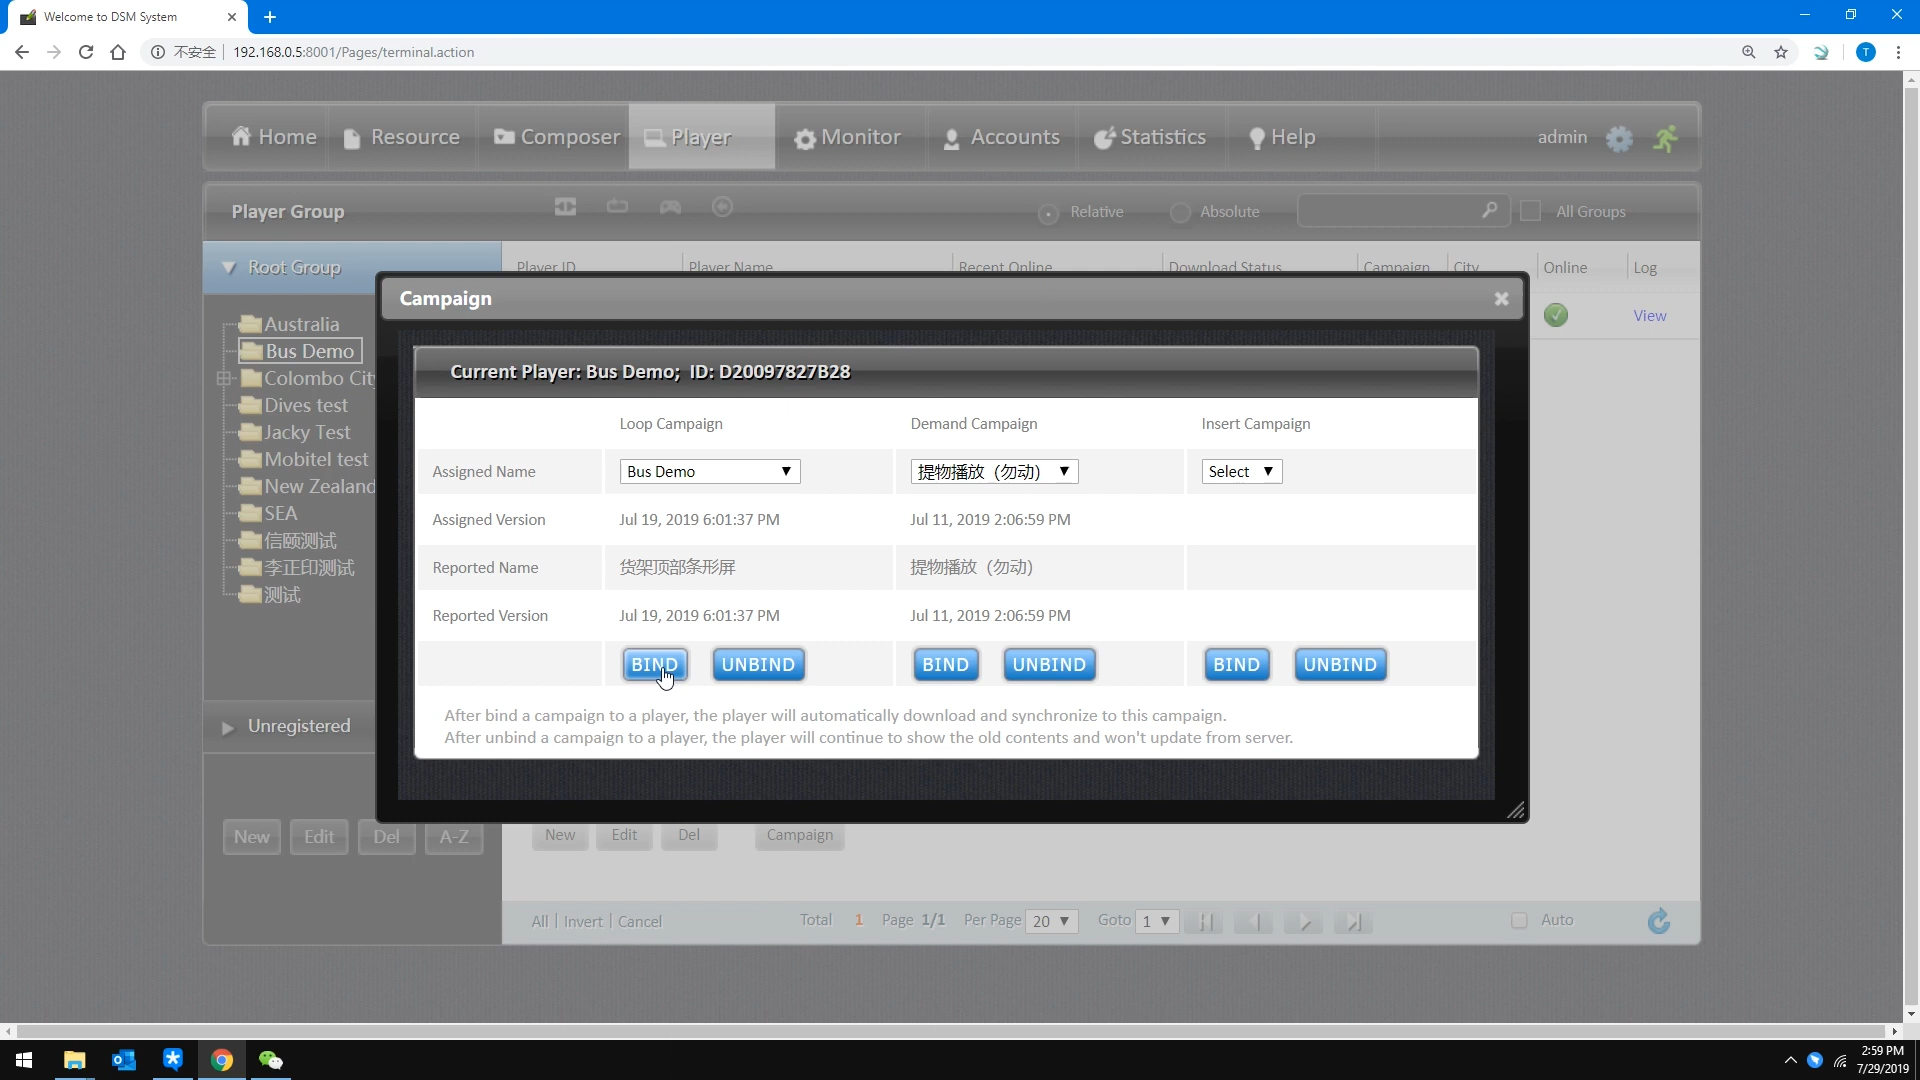 Welcome to DSM System
不安全 192.168.0.5:8001/Pages/terminal.action
T
Home Resource Composer Player Monitor Accounts Statistics Help admin
Player Group Relative Absolute All Groups
Root Group Player ID Player Name Recent Online Download Status Campaign City Online Log
View
Australia
Bus Demo
Colombo City
Dives test
Jacky Test
Mobitel test
New Zealand
SEA
信颐测试
李正印测试
测试
Unregistered
New Edit Del A-Z
Campaign
Current Player: Bus Demo; ID: D20097827B28
Loop Campaign Demand Campaign Insert Campaign
Assigned Name Bus Demo 提物播放（勿动） Select
Assigned Version Jul 19, 2019 6:01:37 PM Jul 11, 2019 2:06:59 PM
Reported Name 货架顶部条形屏 提物播放（勿动）
Reported Version Jul 19, 2019 6:01:37 PM Jul 11, 2019 2:06:59 PM
BIND UNBIND BIND UNBIND BIND UNBIND
After bind a campaign to a player, the player will automatically download and synchronize to this campaign.
After unbind a campaign to a player, the player will continue to show the old contents and won't update from server.
New Edit Del Campaign
All | Invert | Cancel Total 1 Page 1/1 Per Page 20 Goto 1 Auto
2:59 PM
7/29/2019